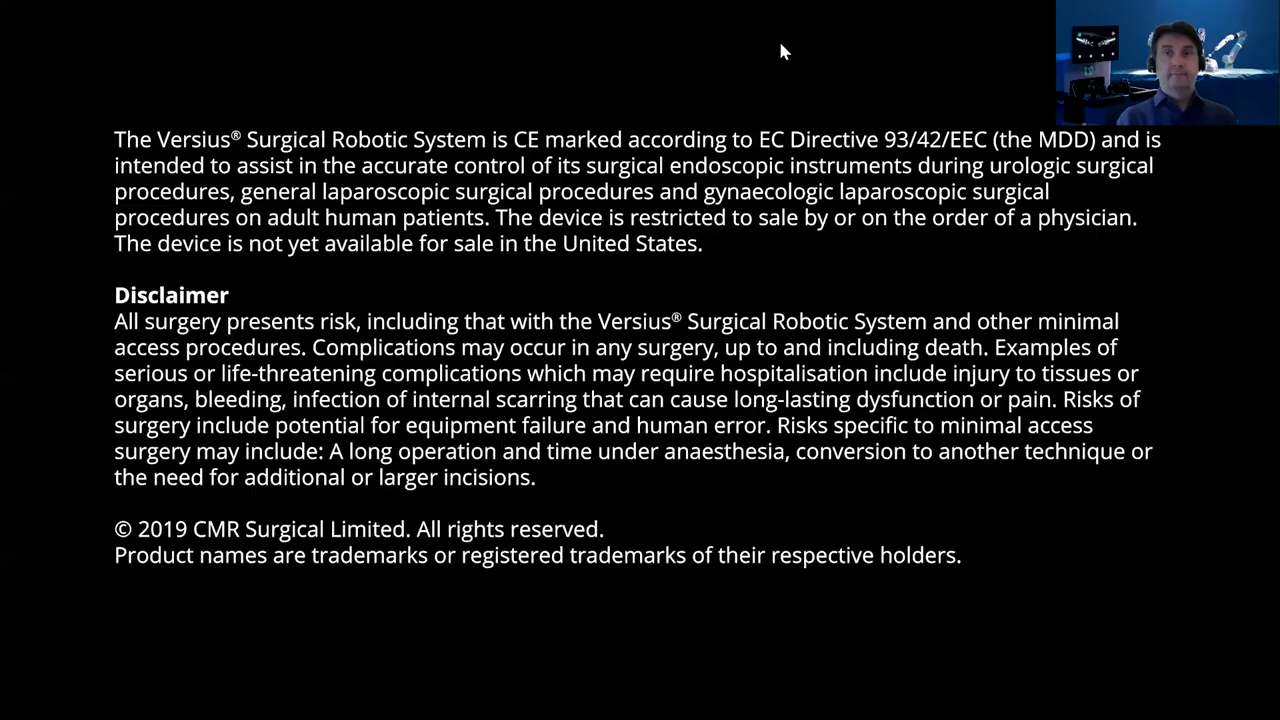 The Versius® Surgical Robotic System is CE marked according to EC Directive 93/42/EEC (the MDD) and is
intended to assist in the accurate control of its surgical endoscopic instruments during urologic surgical
procedures, general laparoscopic surgical procedures and gynaecologic laparoscopic surgical
procedures on adult human patients. The device is restricted to sale by or on the order of a physician.
The device is not yet available for sale in the United States.
Disclaimer
All surgery presents risk, including that with the Versius® Surgical Robotic System and other minimal
access procedures. Complications may occur in any surgery, up to and including death. Examples of
serious or life-threatening complications which may require hospitalisation include injury to tissues or
organs, bleeding, infection of internal scarring that can cause long-lasting dysfunction or pain. Risks of
surgery include potential for equipment failure and human error. Risks specific to minimal access
surgery may include: A long operation and time under anaesthesia, conversion to another technique or
the need for additional or larger incisions.
© 2019 CMR Surgical Limited. All rights reserved.
Product names are trademarks or registered trademarks of their respective holders.